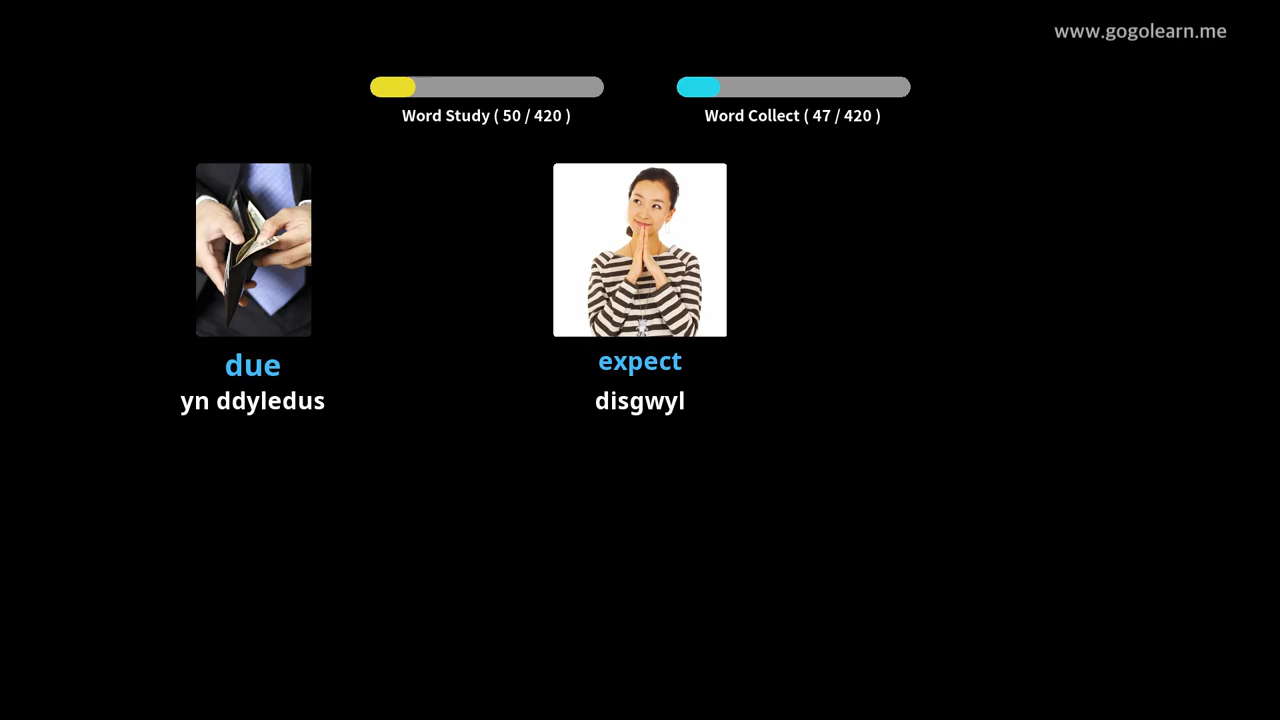 www.gogolearn.me
Word Study ( 50 / 420 )
Word Collect ( 47 / 420 )
due
yn ddyledus
expect
disgwyl